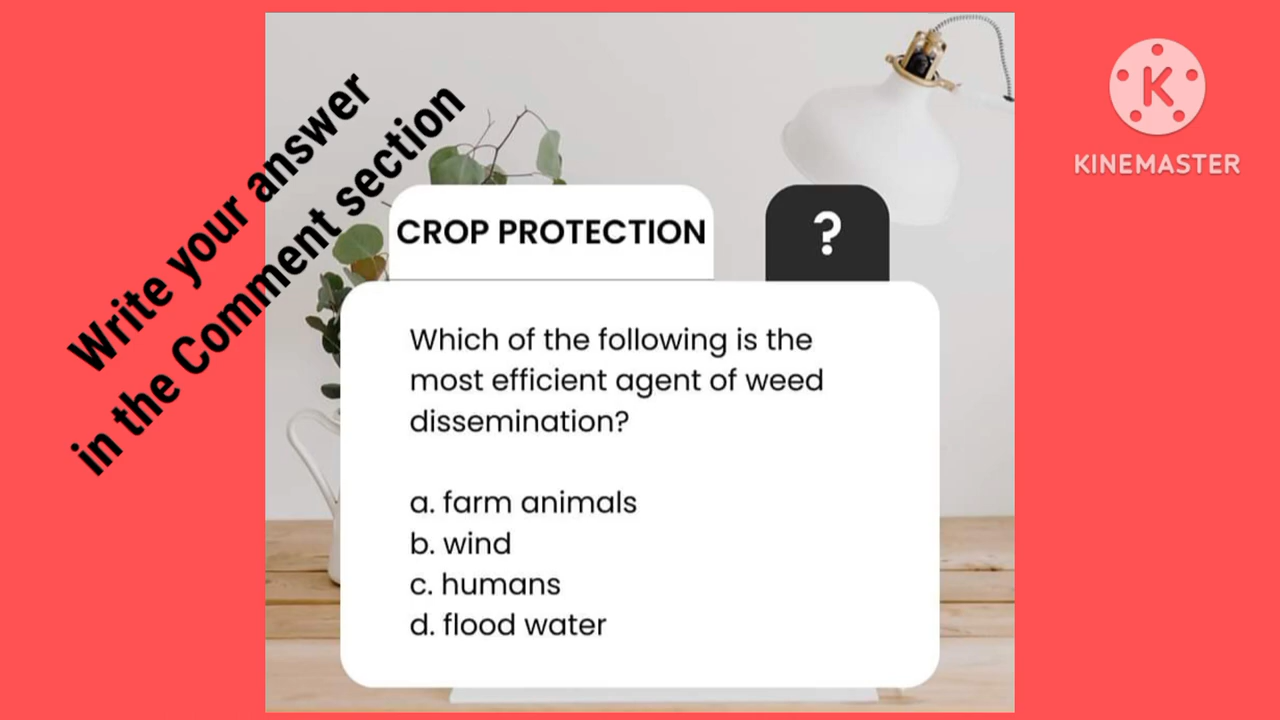 Write your answer
in the Comment section
KINEMASTER
CROP PROTECTION
?
Which of the following is the
most efficient agent of weed
dissemination?
a. farm animals
b. wind
c. humans
d. flood water